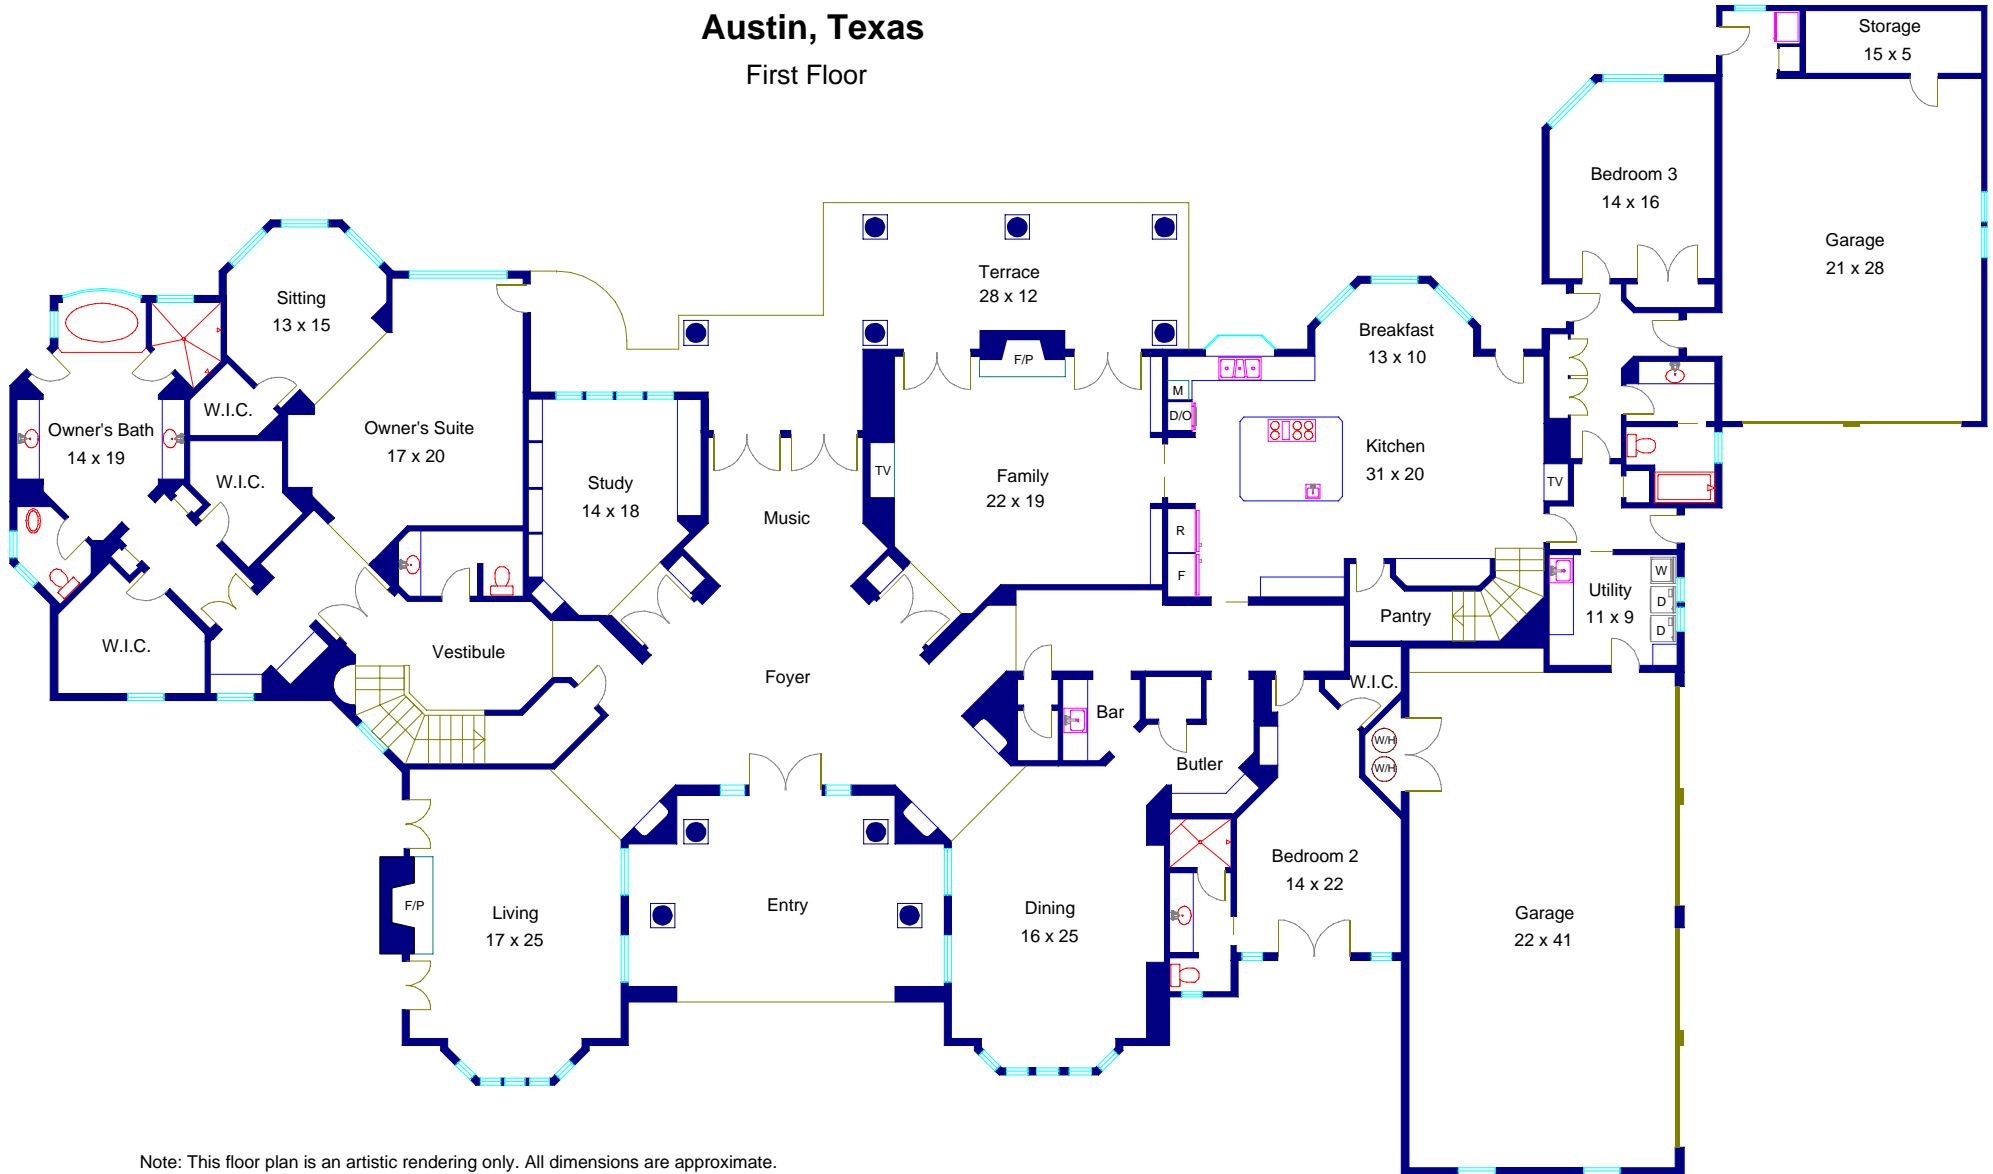 Austin, Texas
First Floor
Storage
15 x 5
Bedroom 3
14 x 16
Garage
21 x 28
Terrace
28 x 12
F/P
Sitting
13 x 15
Breakfast
13 x 10
M
D/O
W.I.C.
Owner's Bath
14 x 19
Owner's Suite
17 x 20
Kitchen
31 x 20
W.I.C.
Study
14 x 18
TV
Family
22 x 19
TV
Music
R
F
W
D
D
Utility
11 x 9
Pantry
W.I.C.
Vestibule
Foyer
W.I.C.
Bar
W/H
W/H
Butler
Bedroom 2
14 x 22
F/P
Living
17 x 25
Entry
Dining
16 x 25
Garage
22 x 41
Note: This floor plan is an artistic rendering only. All dimensions are approximate.